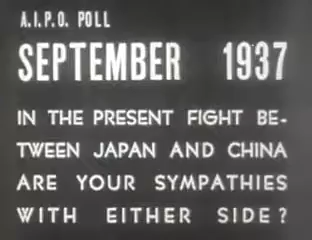 A.I.P.O. POLL
SEPTEMBER 1937
IN THE PRESENT FIGHT BE-
TWEEN JAPAN AND CHINA
ARE YOUR SYMPATHIES
WITH EITHER SIDE?